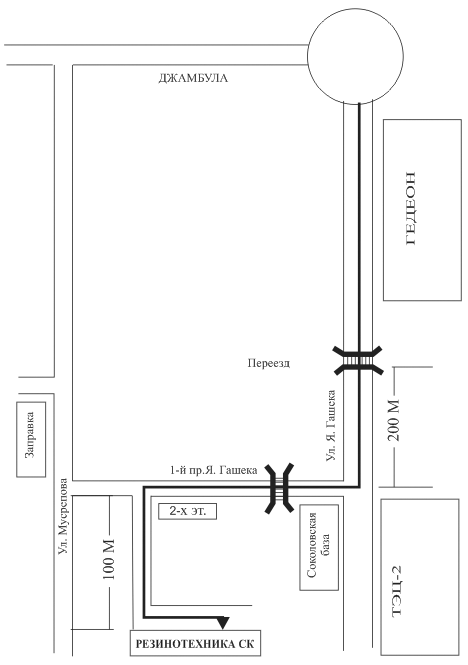 ДЖАМБУЛА
ГЕДЕОН
Переезд
Ул. Я. Гашека
200 М
Заправка
1-й пр.Я. Гашека
Ул. Мусрепова
2-х эт.
Соколовская
база
100 М
ТЭЦ-2
РЕЗИНОТЕХНИКА СК